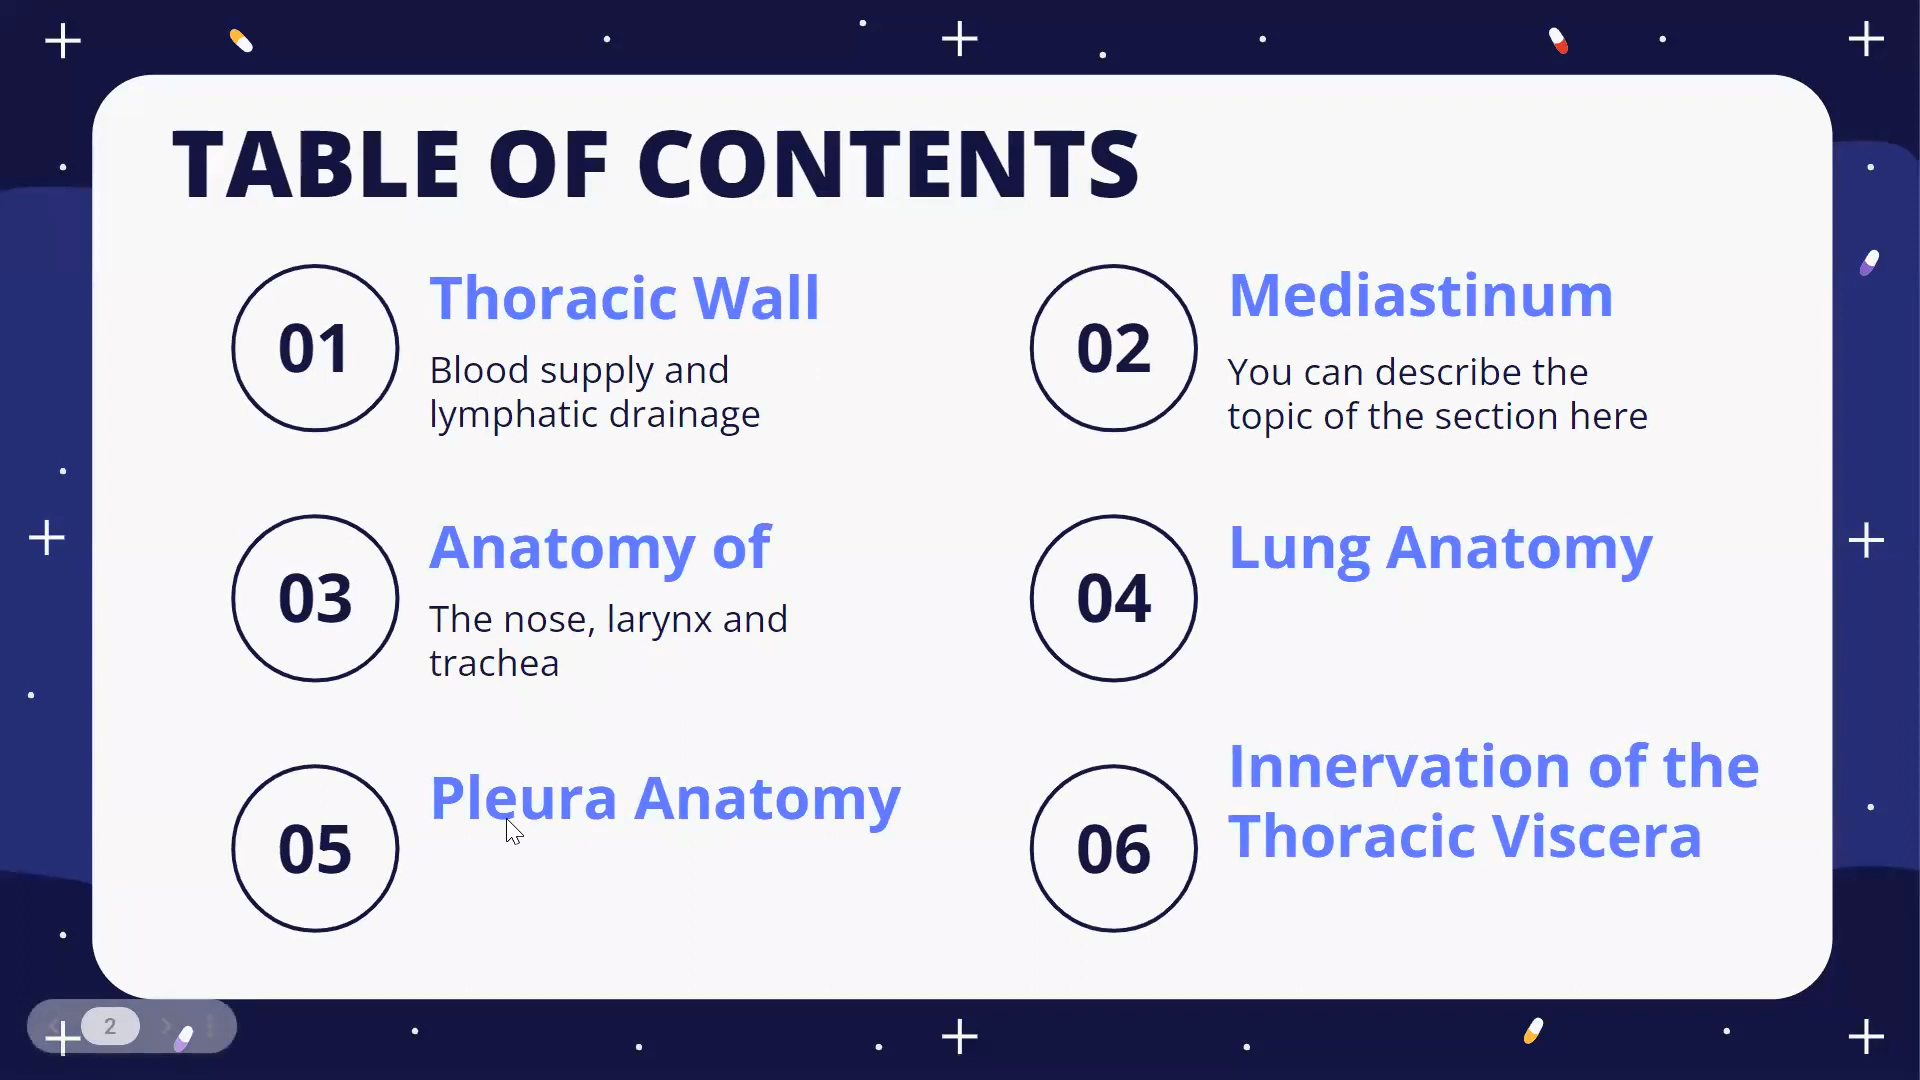 TABLE OF CONTENTS
01
Thoracic Wall
Blood supply and
lymphatic drainage
02
Mediastinum
You can describe the
topic of the section here
03
Anatomy of
The nose, larynx and
trachea
04
Lung Anatomy
05
Pleura Anatomy
06
Innervation of the
Thoracic Viscera
2